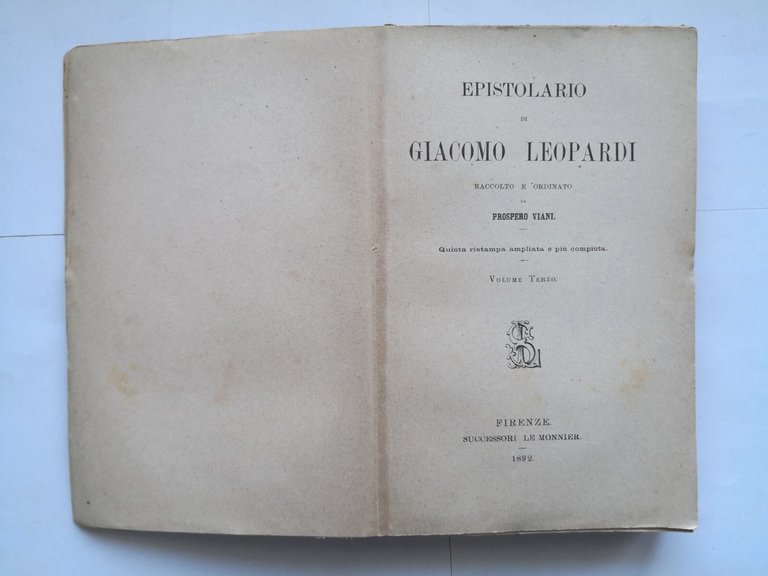 EPISTOLARIO
DI
GIACOMO LEOPARDI
RACCOLTO E ORDINATO
DA
PROSPERO VIANI.
Quinta ristampa ampliata e più compiuta.
VOLUME TERZO.
FIRENZE.
SUCCESSORI LE MONNIER.
1892